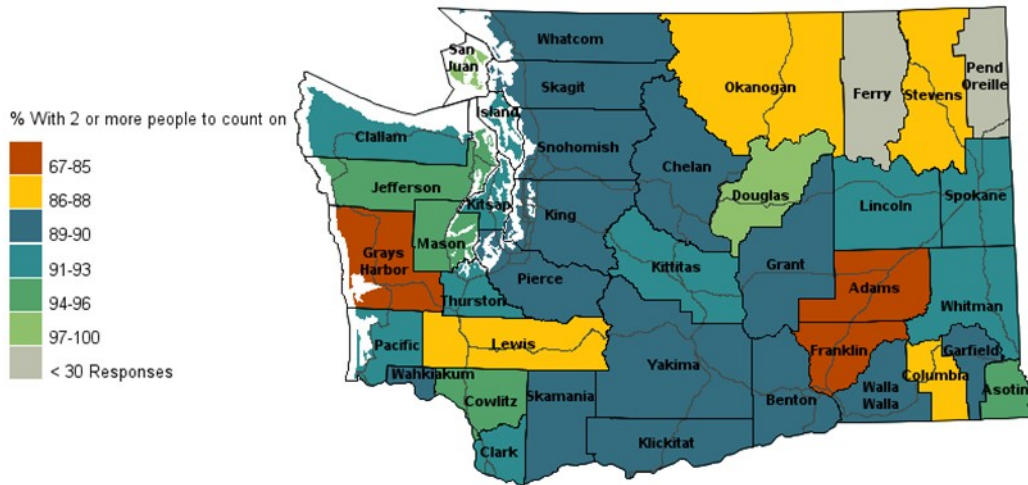 Whatcom
San
Juan
Skagit
Okanogan
Ferry
Stevens
Pend
Oreille
% With 2 or more people to count on
67-85
86-88
89-90
91-93
94-96
97-100
< 30 Responses
Island
Clallam
Snohomish
Chelan
Jefferson
Kitsap
King
Douglas
Lincoln
Spokane
Mason
Grays
Harbor
Kittitas
Grant
Pierce
Adams
Thurston
Whitman
Pacific
Lewis
Yakima
Franklin
Garfield
Wahkiakum
Columbia
Cowlitz
Skamania
Benton
Walla
Walla
Asotin
Klickitat
Clark